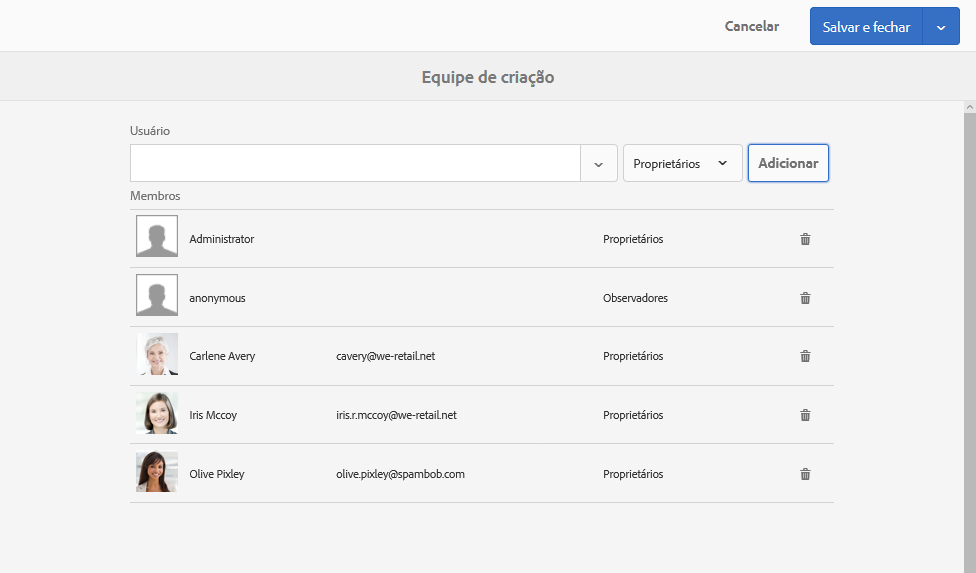 Cancelar
Salvar e fechar
Equipe de criação
Usuário
Proprietários
Adicionar
Membros
Administrator Proprietários
anonymous Observadores
Carlene Avery cavery@we-retail.net Proprietários
Iris Mccoy iris.r.mccoy@we-retail.net Proprietários
Olive Pixley olive.pixley@spambob.com Proprietários